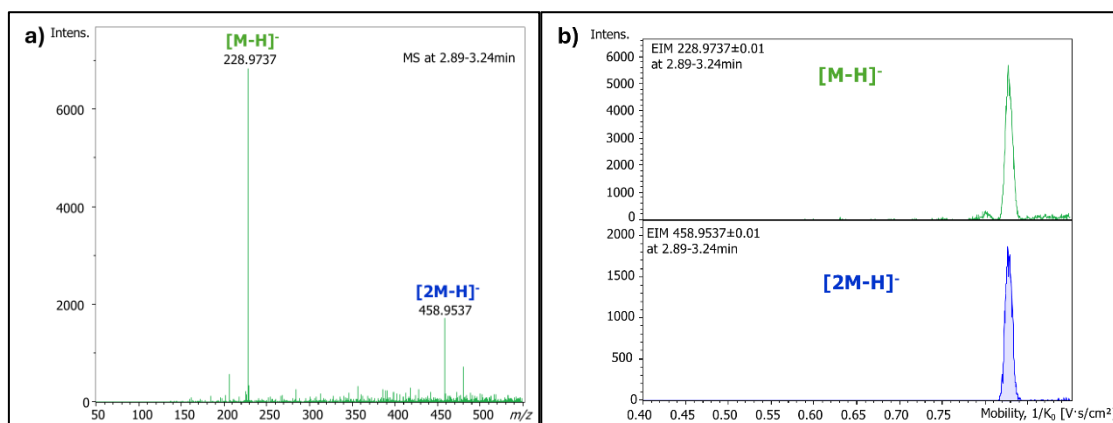 a)
Intens.
[M-H]-
228.9737
MS at 2.89-3.24min
6000
4000
[2M-H]-
458.9537
2000
0
50 100 150 200 250 300 350 400 450 500 m/z
b)
Intens.
EIM 228.9737±0.01
at 2.89-3.24min
[M-H]-
6000
5000
4000
3000
2000
1000
0
EIM 458.9537±0.01
at 2.89-3.24min
2000
[2M-H]-
1500
1000
500
0
0.40 0.45 0.50 0.55 0.60 0.65 0.70 0.75 Mobility, 1/K₀ [V·s/cm²]